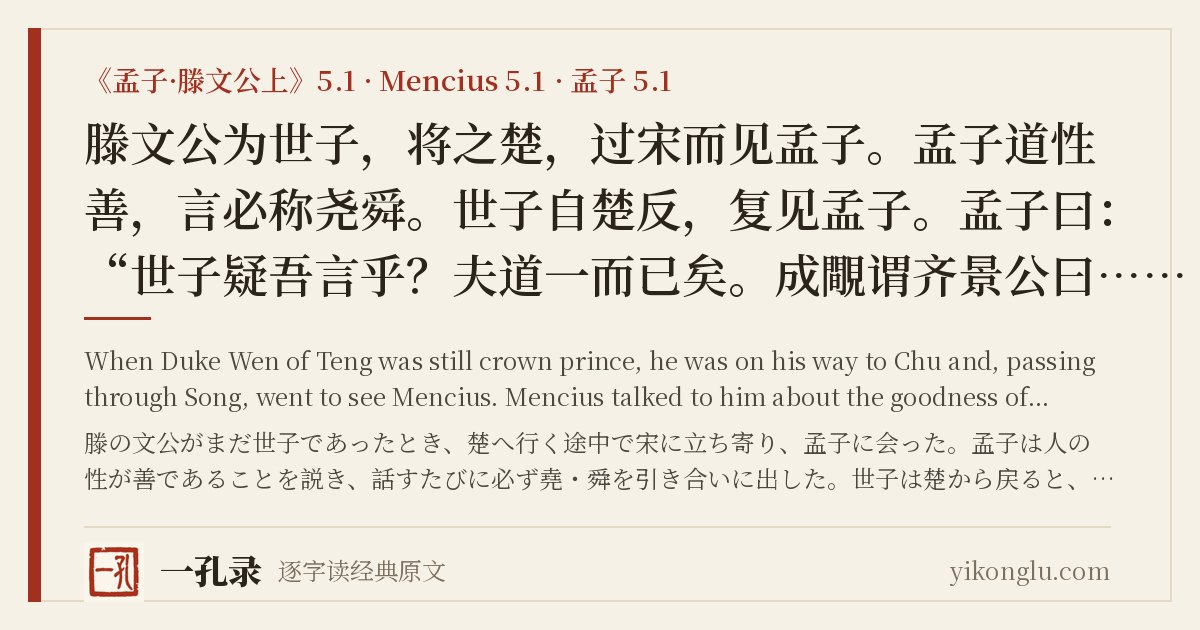 《孟子·滕文公上》5.1 · Mencius 5.1 · 孟子 5.1
滕文公为世子，将之楚，过宋而见孟子。孟子道性
善，言必称尧舜。世子自楚反，复见孟子。孟子曰：
“世子疑吾言乎？夫道一而已矣。成覸谓齐景公曰……
When Duke Wen of Teng was still crown prince, he was on his way to Chu and, passing
through Song, went to see Mencius. Mencius talked to him about the goodness of...
滕の文公がまだ世子であったとき、楚へ行く途中で宋に立ち寄り、孟子に会った。孟子は人の
性が善であることを説き、話すたびに必ず堯・舜を引き合いに出した。世子は楚から戻ると、…
一孔
一孔录 逐字读经典原文
yikonglu.com